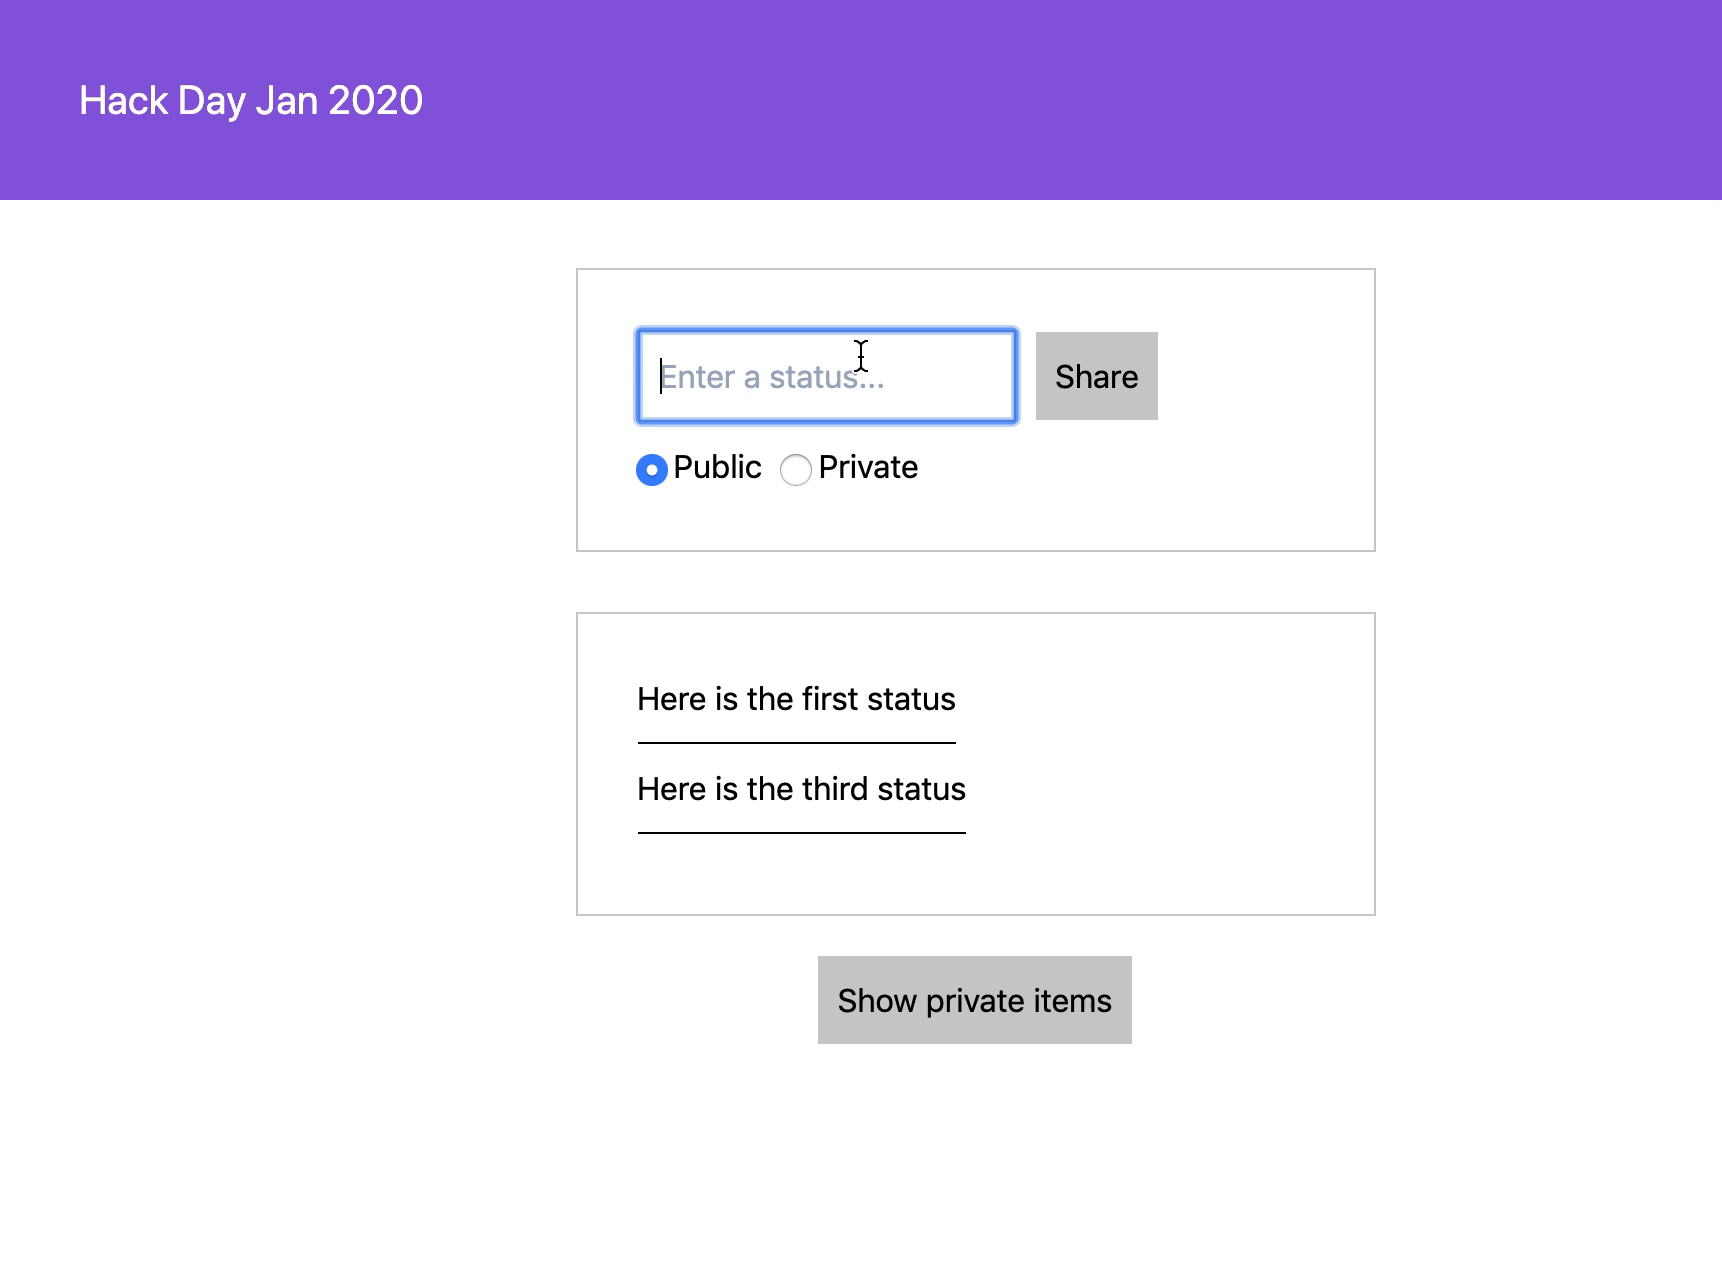 Hack Day Jan 2020
Enter a status... Share
Public Private
Here is the first status
Here is the third status
Show private items